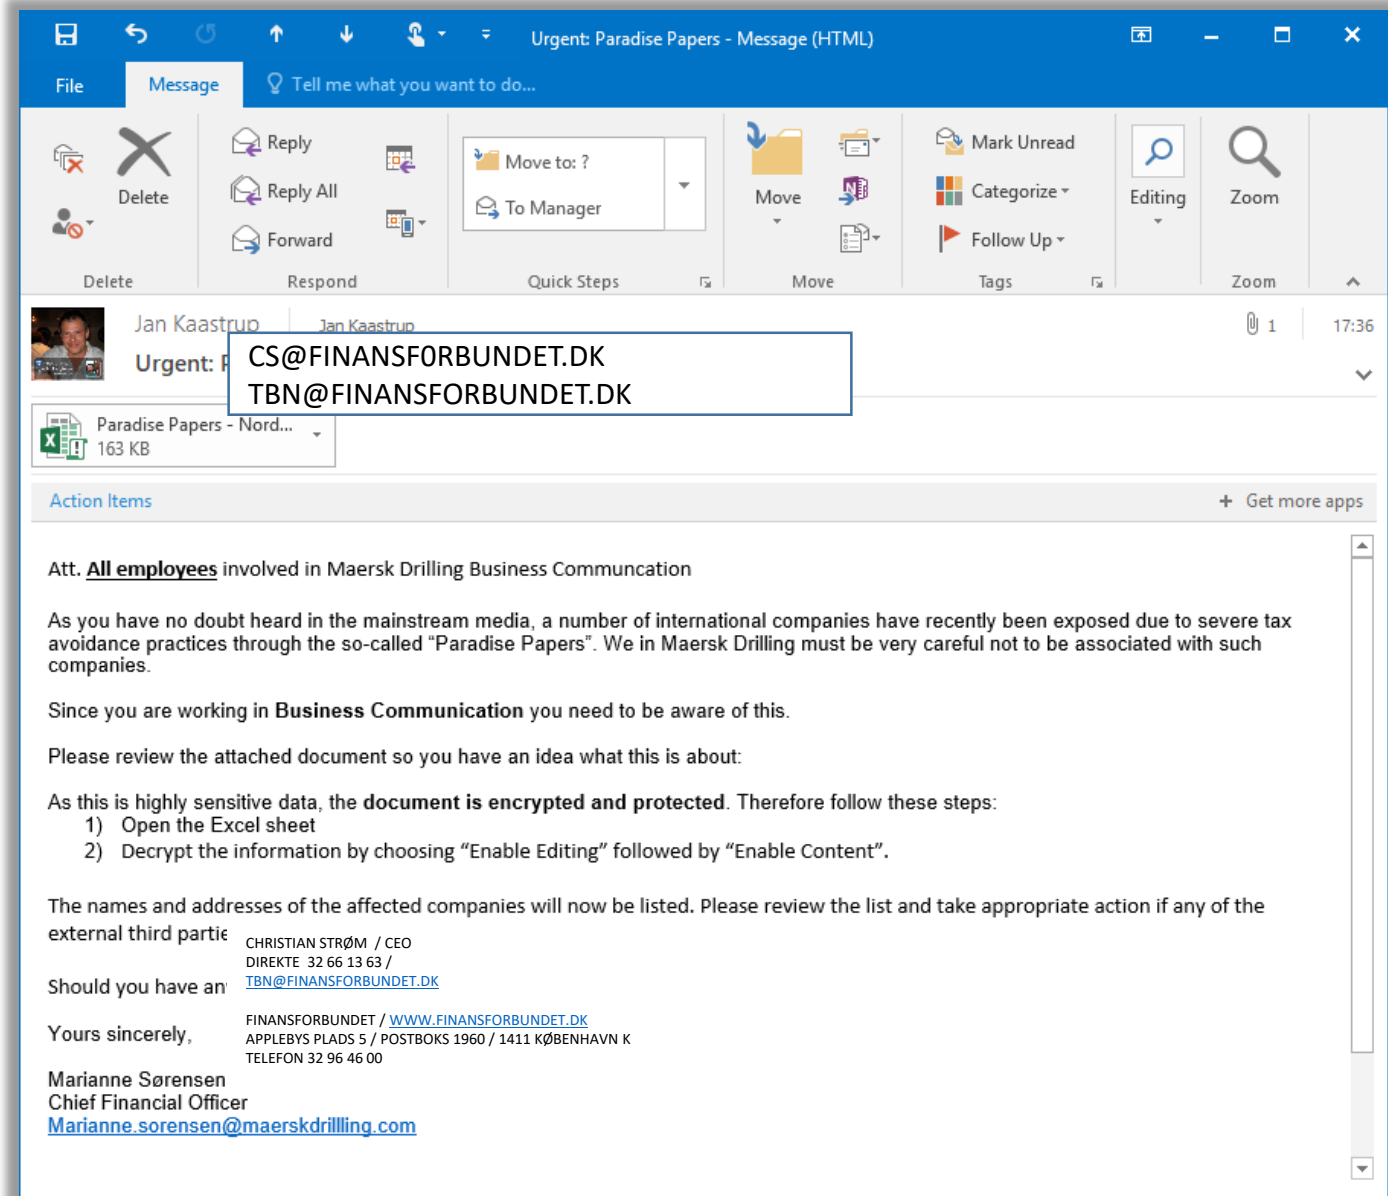 Urgent: Paradise Papers - Message (HTML)
File
Message
Tell me what you want to do...
Delete
Reply
Reply All
Forward
Move to: ?
To Manager
Move
Mark Unread
Categorize
Follow Up
Editing
Zoom
Delete
Respond
Quick Steps
Move
Tags
Zoom
Jan Kaastrup
Jan Kaastrup
1
17:36
Urgent:
CS@FINANSF0RBUNDET.DK
TBN@FINANSFORBUNDET.DK
Paradise Papers - Nord...
163 KB
Action Items
+ Get more apps
Att. All employees involved in Maersk Drilling Business Communcation
As you have no doubt heard in the mainstream media, a number of international companies have recently been exposed due to severe tax
avoidance practices through the so-called “Paradise Papers”. We in Maersk Drilling must be very careful not to be associated with such
companies.
Since you are working in Business Communication you need to be aware of this.
Please review the attached document so you have an idea what this is about:
As this is highly sensitive data, the document is encrypted and protected. Therefore follow these steps:
1) Open the Excel sheet
2) Decrypt the information by choosing “Enable Editing” followed by “Enable Content”.
The names and addresses of the affected companies will now be listed. Please review the list and take appropriate action if any of the
external third
Should you have
CHRISTIAN STRØM / CEO
DIREKTE 32 66 13 63 /
TBN@FINANSFORBUNDET.DK
FINANSFORBUNDET / WWW.FINANSFORBUNDET.DK
APPLEBYS PLADS 5 / POSTBOKS 1960 / 1411 KØBENHAVN K
TELEFON 32 96 46 00
Yours sincerely,
Marianne Sørensen
Chief Financial Officer
Marianne.sorensen@maerskdrillling.com